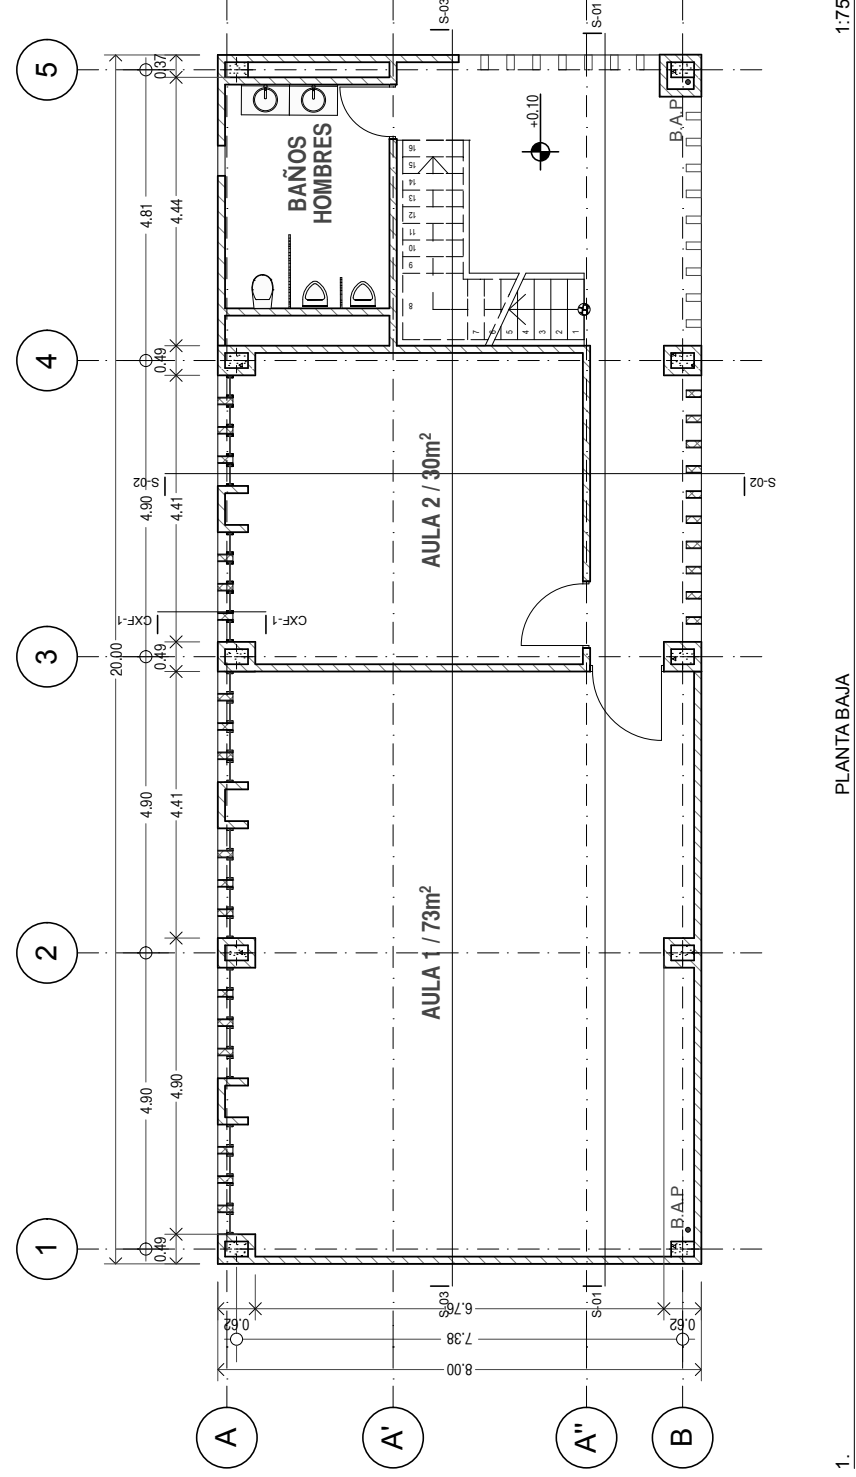 1:75
PLANTA BAJA
1.
5
4
3
2
1
A
A'
A''
B
20.00
4.81
4.90
4.90
4.90
0.37
4.44
0.49
4.41
0.49
4.41
4.90
0.49
0.62
6.76
0.62
7.38
8.00
S-03
S-01
S-03
S-01
S-02
S-02
CXF-1
CXF-1
BAÑOS
HOMBRES
AULA 2 / 30m²
AULA 1 / 73m²
+0.10
B.A.P
B.A.P
1
2
3
4
5
6
7
8
9
10
11
12
13
14
15
16